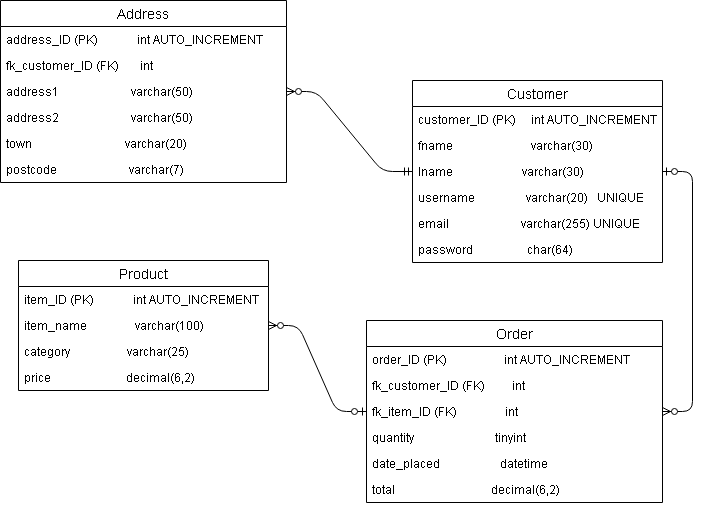 Address
address_ID (PK) int AUTO_INCREMENT
fk_customer_ID (FK) int
address1 varchar(50)
address2 varchar(50)
town varchar(20)
postcode varchar(7)
Customer
customer_ID (PK) int AUTO_INCREMENT
fname varchar(30)
lname varchar(30)
username varchar(20) UNIQUE
email varchar(255) UNIQUE
password char(64)
Product
item_ID (PK) int AUTO_INCREMENT
item_name varchar(100)
category varchar(25)
price decimal(6,2)
Order
order_ID (PK) int AUTO_INCREMENT
fk_customer_ID (FK) int
fk_item_ID (FK) int
quantity tinyint
date_placed datetime
total decimal(6,2)